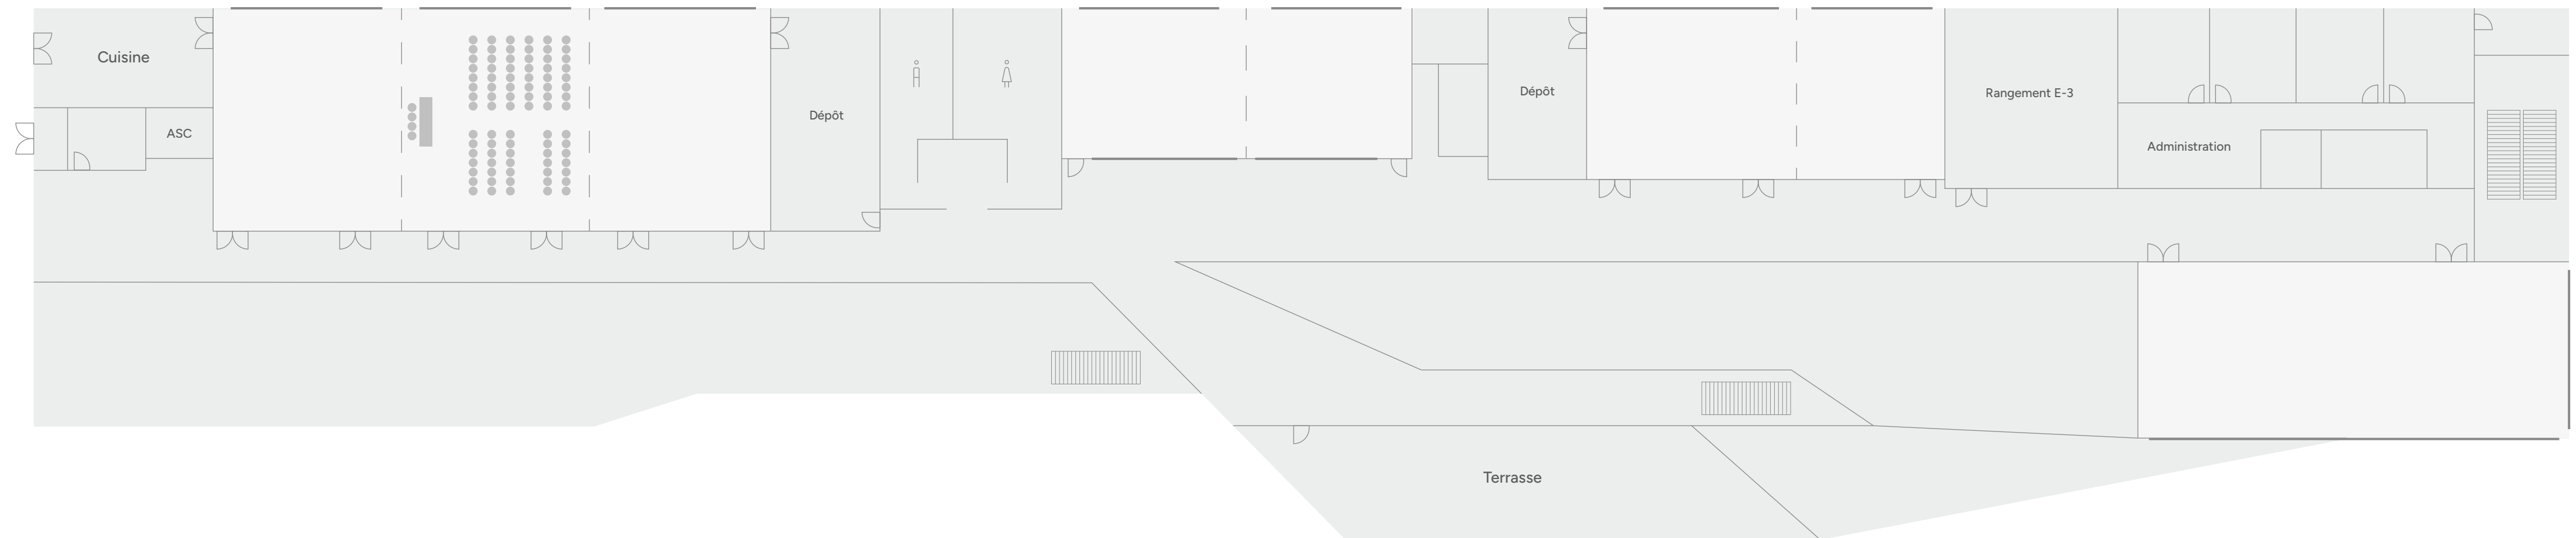 Cuisine
ASC
Dépôt
Dépôt
Rangement E-3
Administration
Terrasse